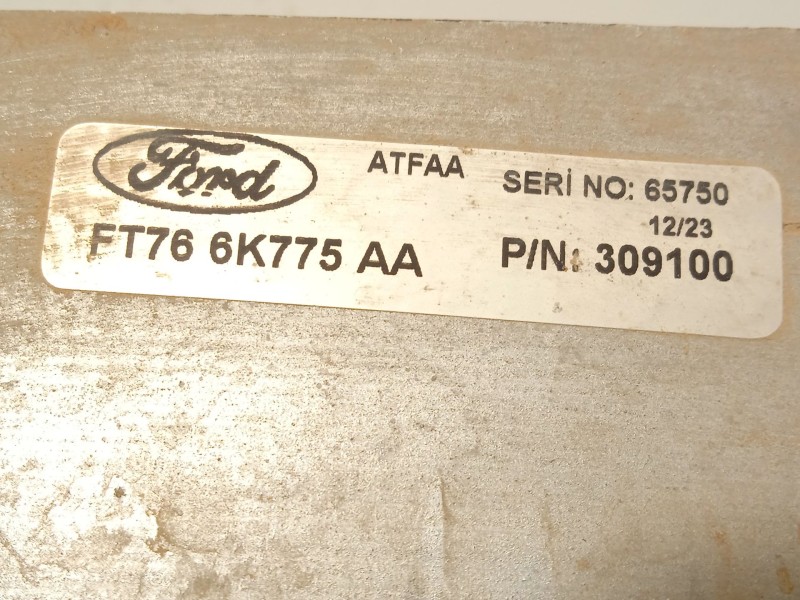 Ford ATFAA SERİ NO: 65750
12/23
FT76 6K775 AA P/N: 309100